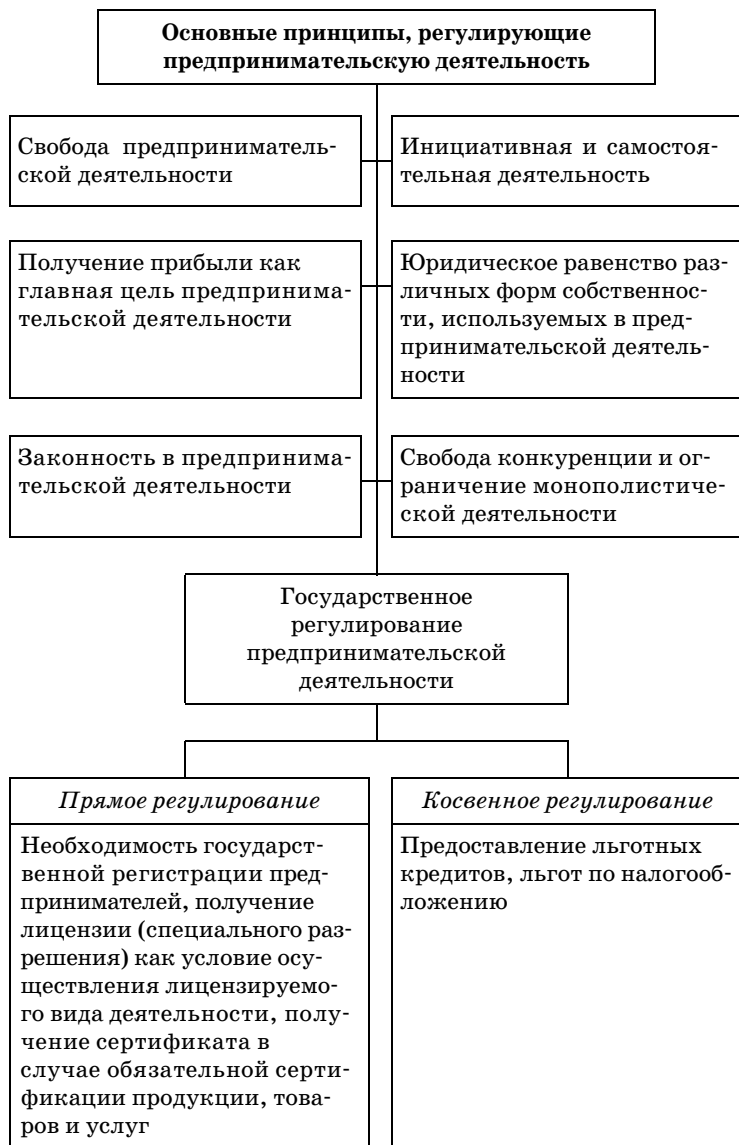 Основные принципы, регулирующие
предпринимательскую деятельность
Свобода предприниматель-
ской деятельности
Инициативная и самостоя-
тельная деятельность
Получение прибыли как
главная цель предпринима-
тельской деятельности
Юридическое равенство раз-
личных форм собственнос-
ти, используемых в пред-
принимательской деятель-
ности
Законность в предпринима-
тельской деятельности
Свобода конкуренции и ог-
раничение монополистиче-
ской деятельности
Государственное
регулирование
предпринимательской
деятельности
Прямое регулирование
Необходимость государст-
венной регистрации пред-
принимателей, получение
лицензии (специального раз-
решения) как условие осу-
ществления лицензируемо-
го вида деятельности, полу-
чение сертификата в
случае обязательной серти-
фикации продукции, това-
ров и услуг
Косвенное регулирование
Предоставление льготных
кредитов, льгот по налогооб-
ложению